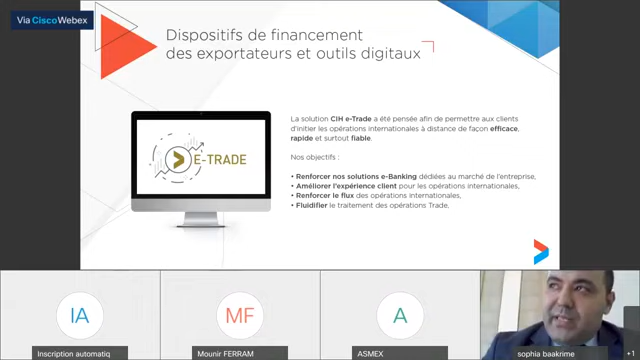 Via CiscoWebex
Dispositifs de financement
des exportateurs et outils digitaux
La solution CIH e-Trade a été pensée afin de permettre aux clients
d'initier les opérations internationales à distance de façon efficace,
rapide et surtout fiable.
E-TRADE
Nos objectifs :
• Renforcer nos solutions e-Banking dédiées au marché de l'entreprise,
• Améliorer l'expérience client pour les opérations internationales,
• Renforcer le flux des opérations internationales,
• Fluidifier le traitement des opérations Trade.
IA
MF
A
Inscription automatiq
Mounir FERRAM
ASMEX
sophia baakrime
+1